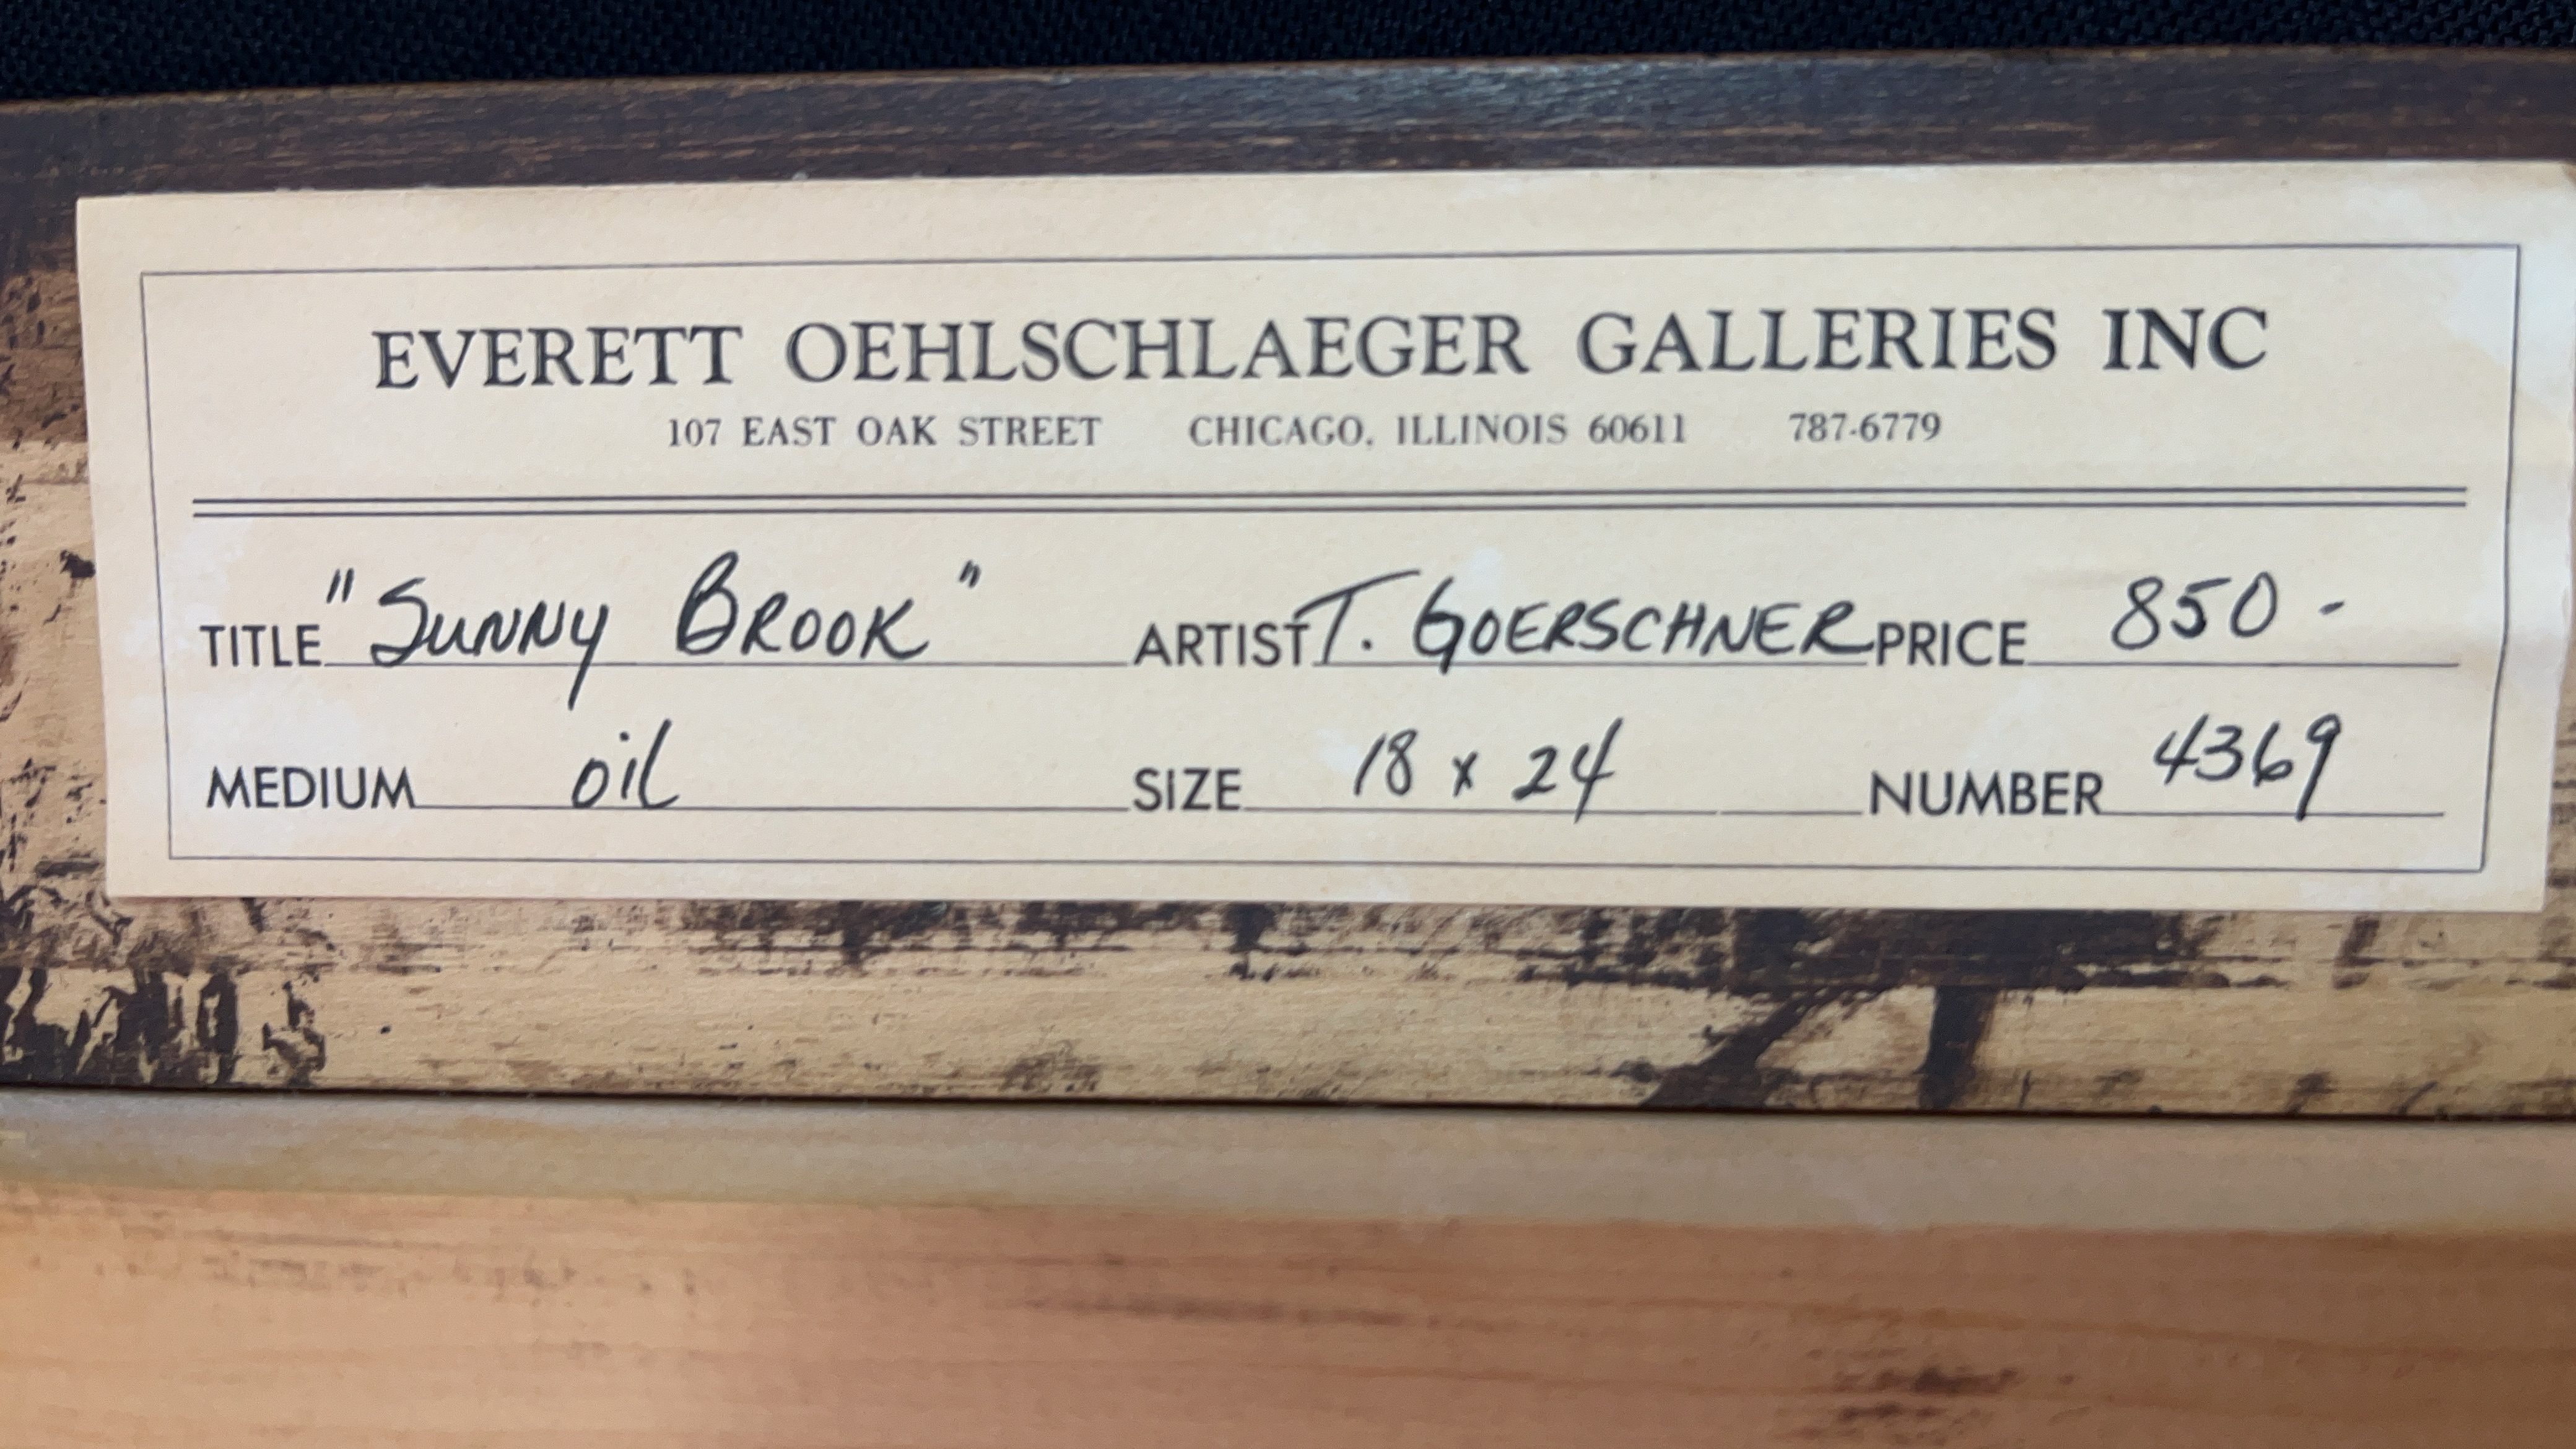 EVERETT OEHLSCHLAEGER GALLERIES INC
107 EAST OAK STREET CHICAGO, ILLINOIS 60611 787-6779
TITLE "SUNNY BROOK" ARTIST T. GOERSCHNER PRICE 850-
MEDIUM oil SIZE 18 x 24 NUMBER 4369